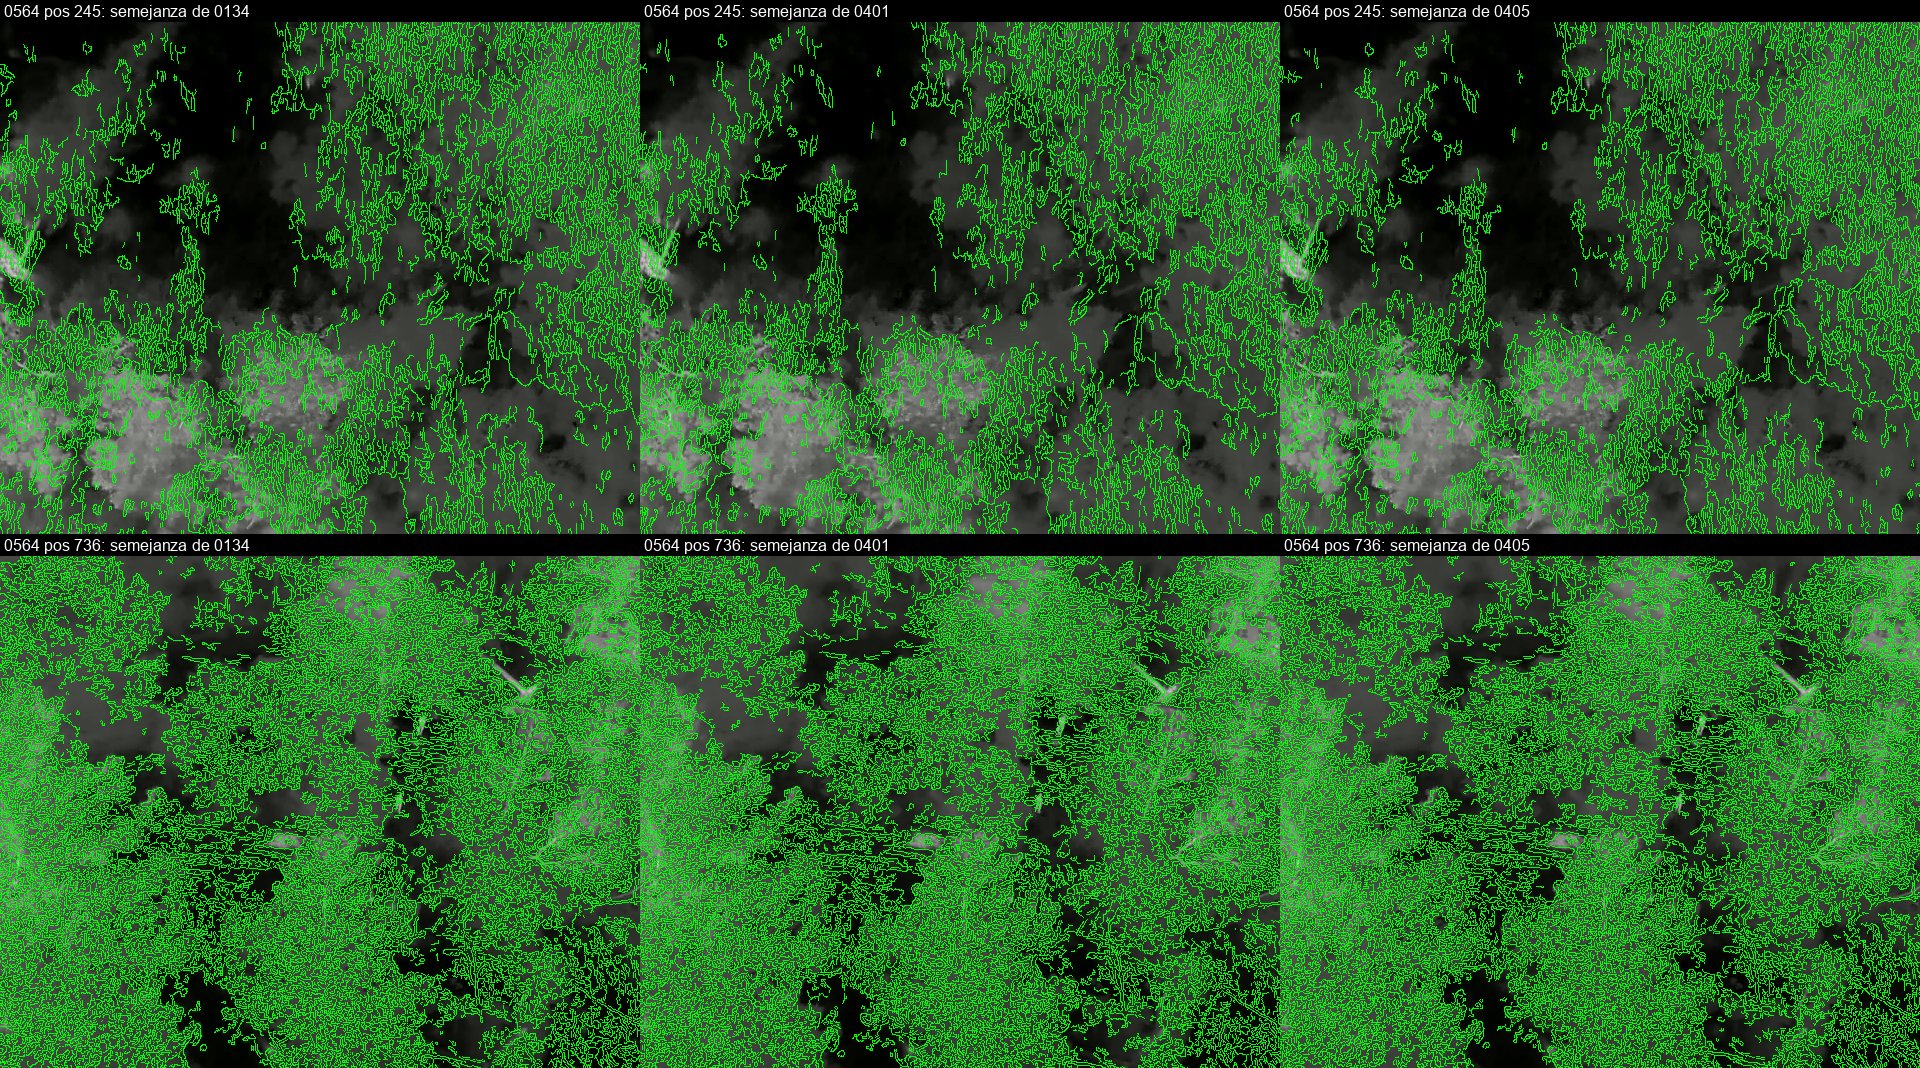 0564 pos 245: semejanza de 0134
0564 pos 245: semejanza de 0401
0564 pos 245: semejanza de 0405
0564 pos 736: semejanza de 0134
0564 pos 736: semejanza de 0401
0564 pos 736: semejanza de 0405